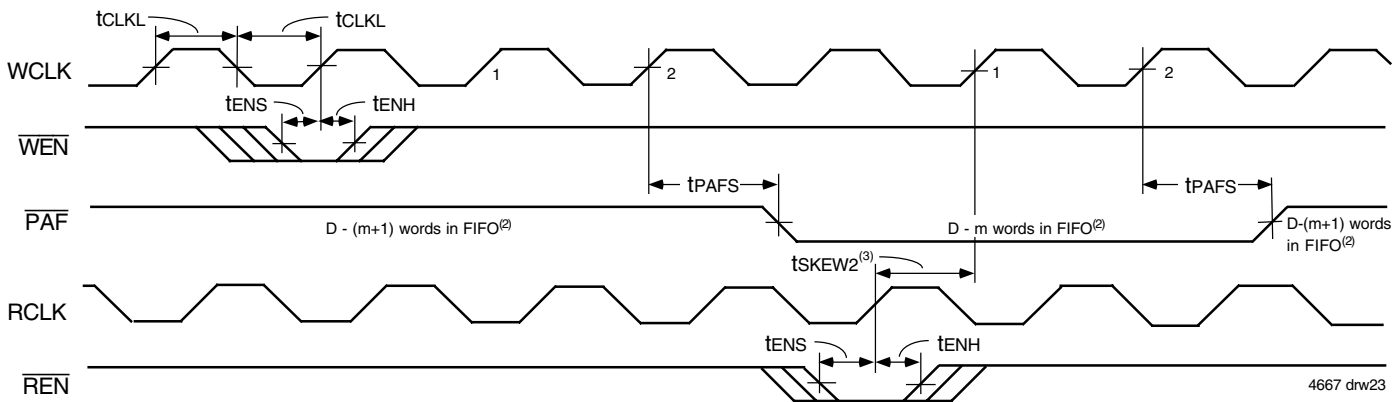 tCLKL tCLKL
WCLK 1 2 1 2
tENS tENH
WEN
tPAFS tPAFS
PAF
D - (m+1) words in FIFO(2) D - m words in FIFO(2) D-(m+1) words
in FIFO(2)
tSKEW2(3)
RCLK
tENS tENH
REN
4667 drw23